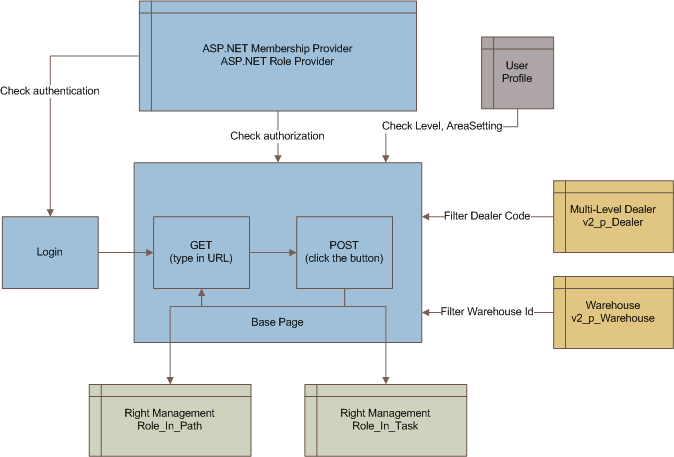 ASP.NET Membership Provider
ASP.NET Role Provider
User
Profile
Check authentication
Check authorization
Check Level, AreaSetting
Multi-Level Dealer
v2_p_Dealer
Filter Dealer Code
Login
GET
(type in URL)
POST
(click the button)
Filter Warehouse Id
Warehouse
v2_p_Warehouse
Base Page
Right Management
Role_In_Path
Right Management
Role_In_Task